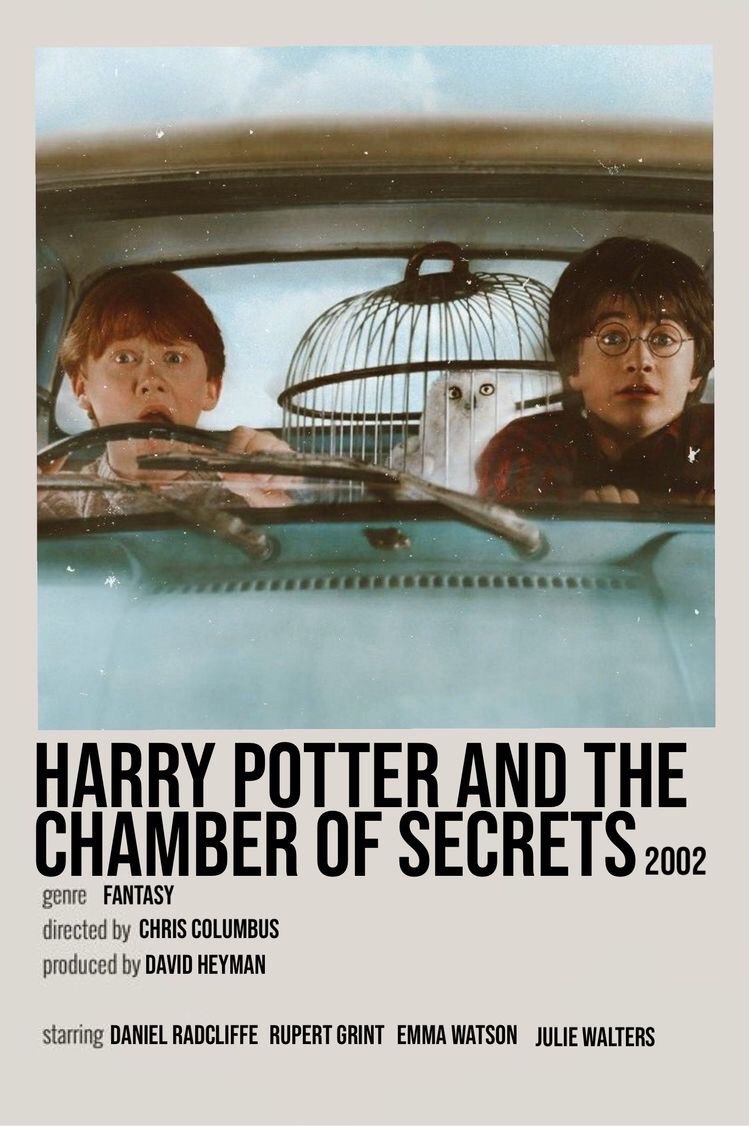 HARRY POTTER AND THE
CHAMBER OF SECRETS 2002
genre FANTASY
directed by CHRIS COLUMBUS
produced by DAVID HEYMAN
starring DANIEL RADCLIFFE RUPERT GRINT EMMA WATSON JULIE WALTERS